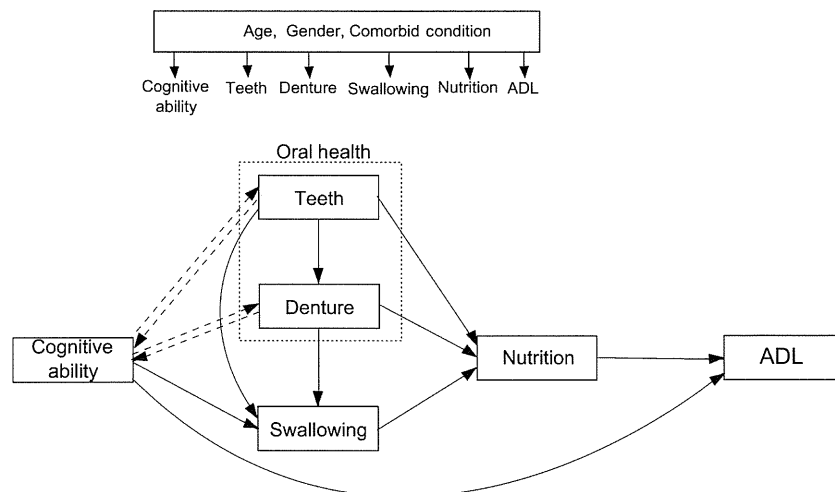 Age, Gender, Comorbid condition
Cognitive ability
Teeth
Denture
Swallowing
Nutrition
ADL
Oral health
Teeth
Denture
Cognitive
ability
Nutrition
ADL
Swallowing